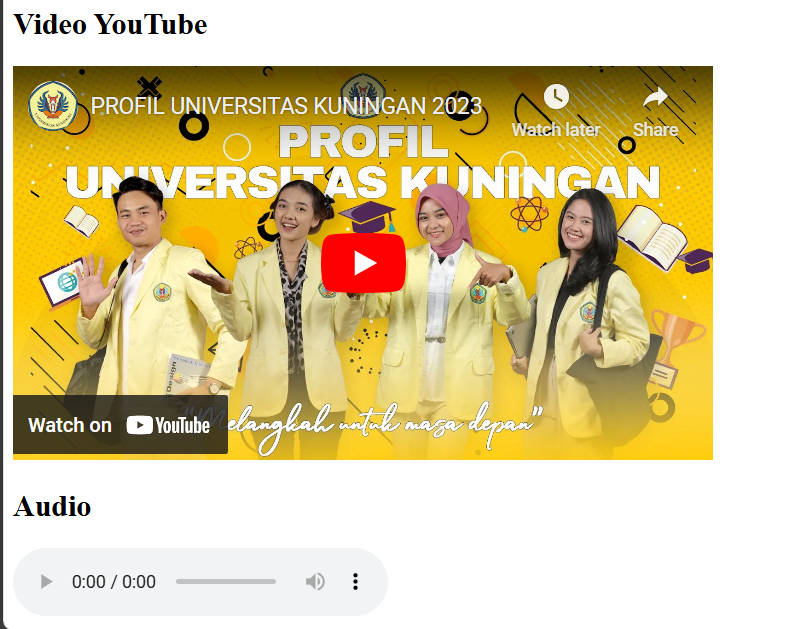 Video YouTube
PROFIL UNIVERSITAS KUNINGAN 2023
Watch later
Share
PROFIL
UNIVERSITAS KUNINGAN
"Melangkah untuk masa depan"
Watch on YouTube
Audio
0:00 / 0:00